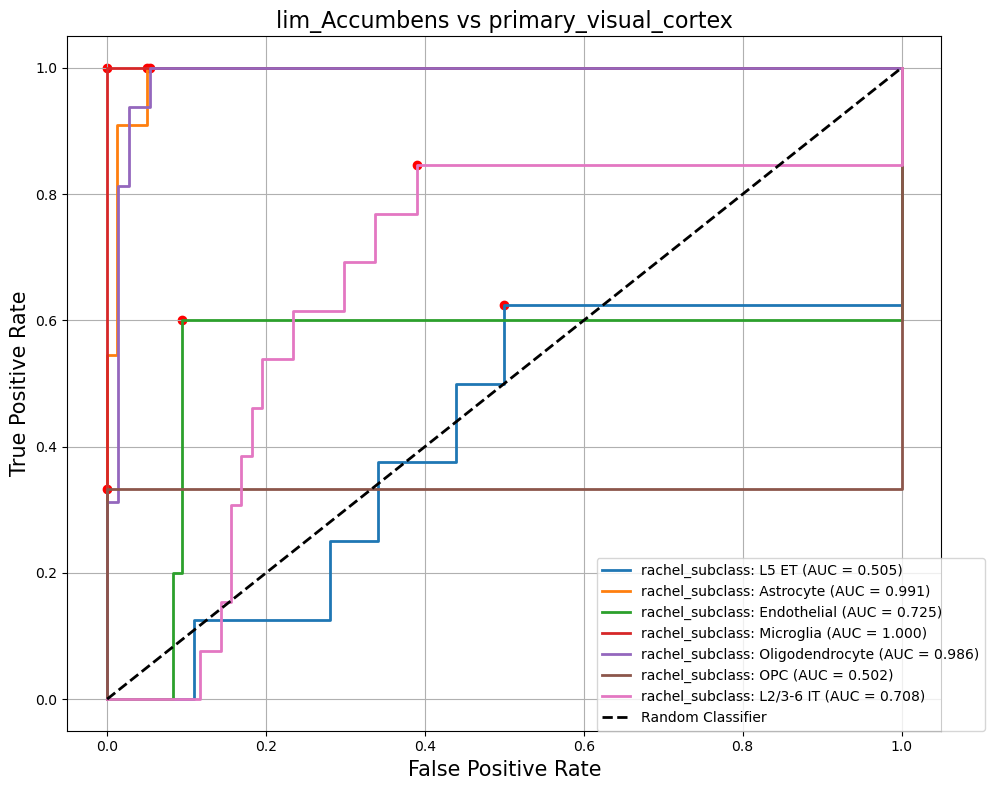 lim_Accumbens vs primary_visual_cortex
True Positive Rate
1.0
0.8
0.6
0.4
0.2
0.0
rachel_subclass: L5 ET (AUC = 0.505)
rachel_subclass: Astrocyte (AUC = 0.991)
rachel_subclass: Endothelial (AUC = 0.725)
rachel_subclass: Microglia (AUC = 1.000)
rachel_subclass: Oligodendrocyte (AUC = 0.986)
rachel_subclass: OPC (AUC = 0.502)
rachel_subclass: L2/3-6 IT (AUC = 0.708)
Random Classifier
0.0 0.2 0.4 0.6 0.8 1.0
False Positive Rate